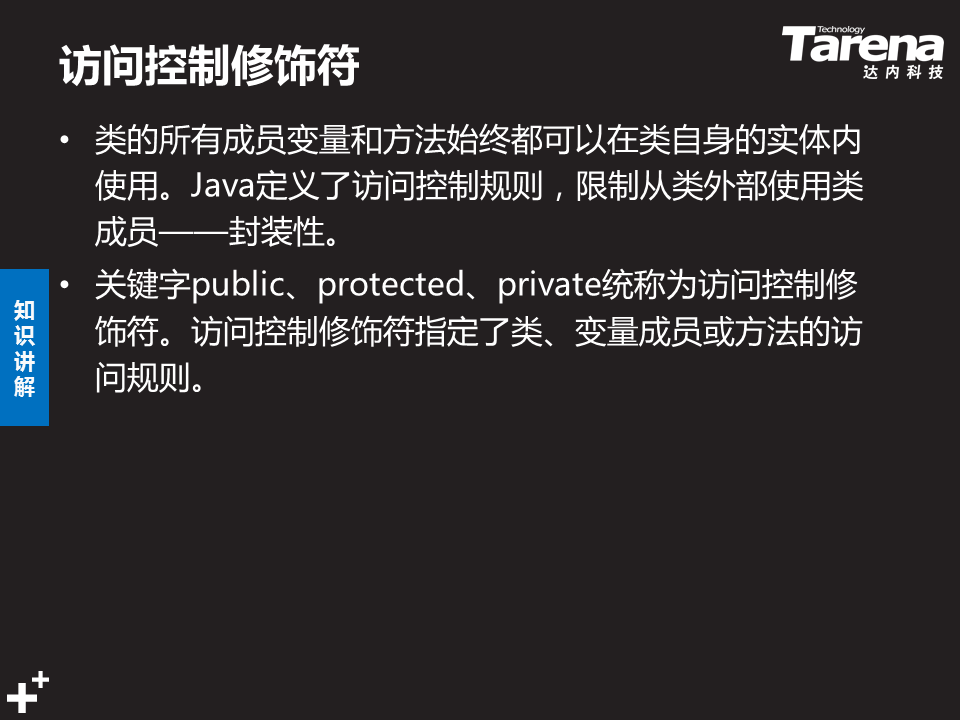 访问控制修饰符
Technology
Tarena
达内科技
• 类的所有成员变量和方法始终都可以在类自身的实体内
使用。Java定义了访问控制规则，限制从类外部使用类
成员——封装性。
• 关键字public、protected、private统称为访问控制修
饰符。访问控制修饰符指定了类、变量成员或方法的访
问规则。
知
识
讲
解